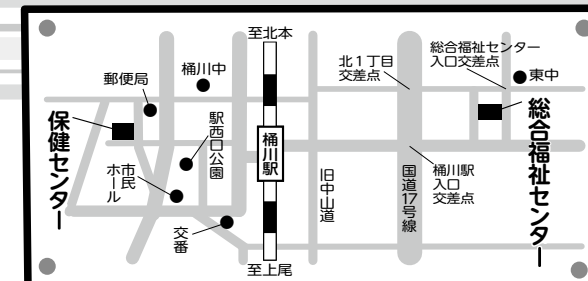 至北本
北1丁目
交差点
総合福祉センター
入口交差点
東中
郵便局
桶川中
保健センター
駅西口公園
桶川駅
総合福祉センター
市民
ホール
旧中山道
国道17号線
桶川駅
入口
交差点
交番
至上尾